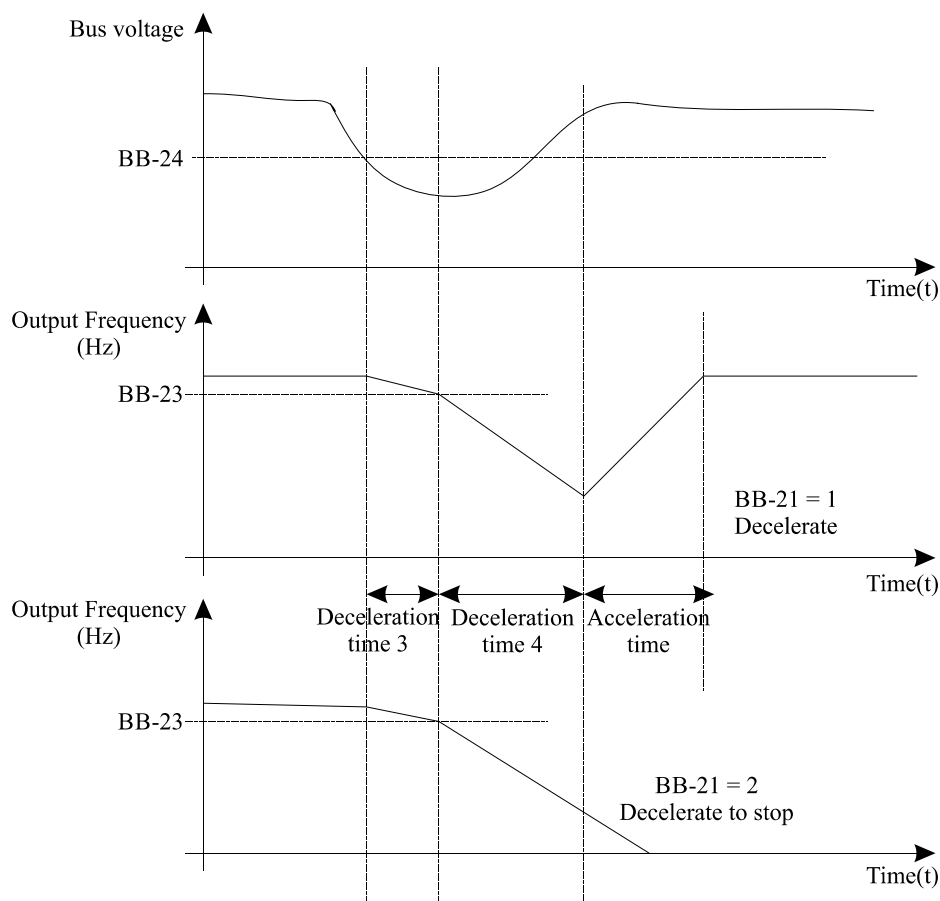 Bus voltage
BB-24
Time(t)
Output Frequency
(Hz)
BB-23
BB-21 = 1
Decelerate
Time(t)
Deceleration
time 3
Deceleration
time 4
Acceleration
time
Output Frequency
(Hz)
BB-23
BB-21 = 2
Decelerate to stop
Time(t)